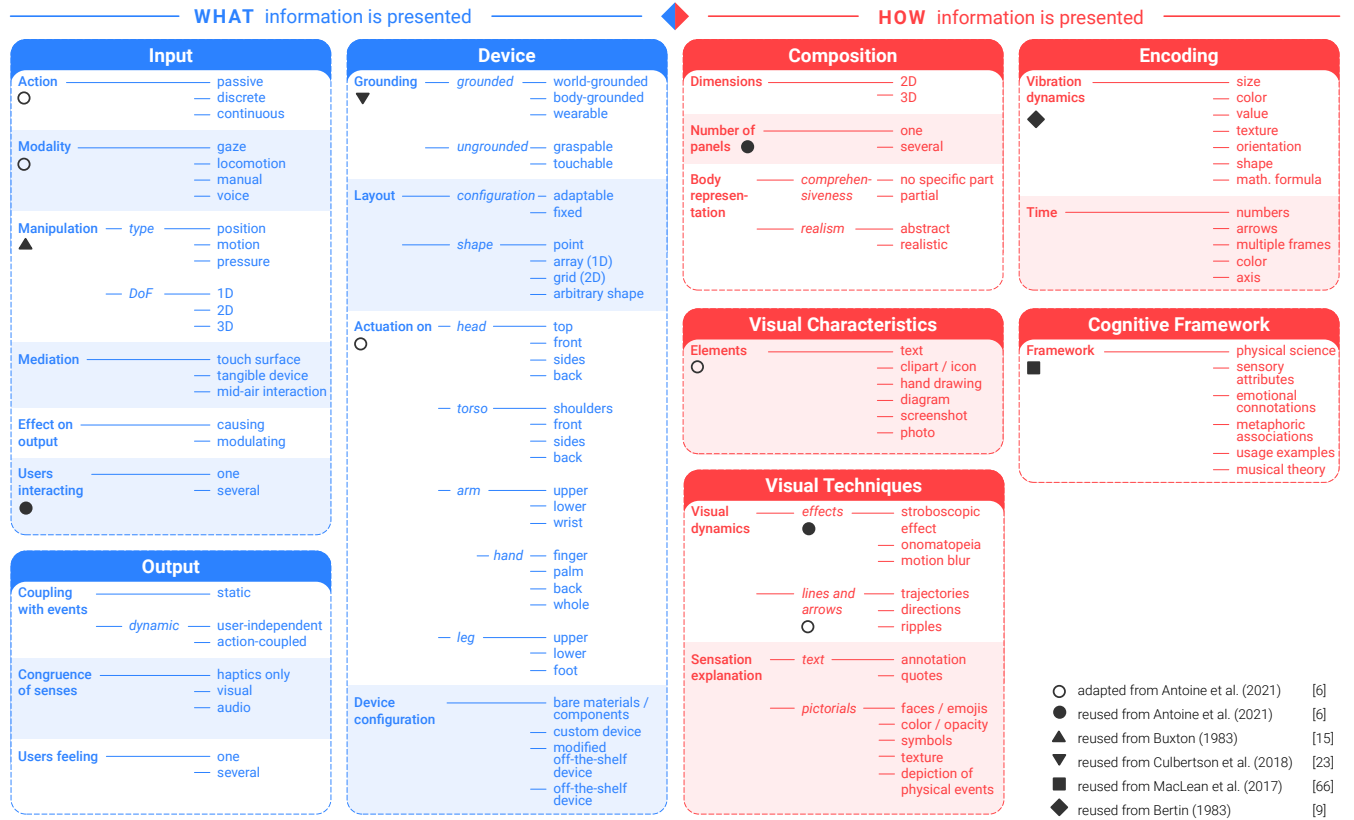 WHAT information is presented
HOW information is presented
Input
Action
passive
discrete
continuous
Modality
gaze
locomotion
manual
voice
Manipulation
type
position
motion
pressure
DoF
1D
2D
3D
Mediation
touch surface
tangible device
mid-air interaction
Effect on
output
causing
modulating
Users
interacting
one
several
Output
Coupling
with events
static
dynamic
user-independent
action-coupled
Congruence
of senses
haptics only
visual
audio
Users feeling
one
several
Device
Grounding
grounded
world-grounded
body-grounded
wearable
ungrounded
graspable
touchable
Layout
configuration
adaptable
fixed
shape
point
array (1D)
grid (2D)
arbitrary shape
Actuation on
head
top
front
sides
back
torso
shoulders
front
sides
back
arm
upper
lower
wrist
hand
finger
palm
back
whole
leg
upper
lower
foot
Device
configuration
bare materials /
components
custom device
modified
off-the-shelf
device
off-the-shelf
device
Composition
Dimensions
2D
3D
Number of
panels
one
several
Body
represen-
tation
comprehen-
siveness
no specific part
partial
realism
abstract
realistic
Visual Characteristics
Elements
text
clipart / icon
hand drawing
diagram
screenshot
photo
Visual Techniques
Visual
dynamics
effects
stroboscopic
effect
onomatopeia
motion blur
lines and
arrows
trajectories
directions
ripples
Sensation
explanation
text
annotation
quotes
pictorials
faces / emojis
color / opacity
symbols
texture
depiction of
physical events
Encoding
Vibration
dynamics
size
color
value
texture
orientation
shape
math. formula
Time
numbers
arrows
multiple frames
color
axis
Cognitive Framework
Framework
physical science
sensory
attributes
emotional
connotations
metaphoric
associations
usage examples
musical theory
adapted from Antoine et al. (2021) [6]
reused from Antoine et al. (2021) [6]
reused from Buxton (1983) [15]
reused from Culbertson et al. (2018) [23]
reused from MacLean et al. (2017) [66]
reused from Bertin (1983) [9]